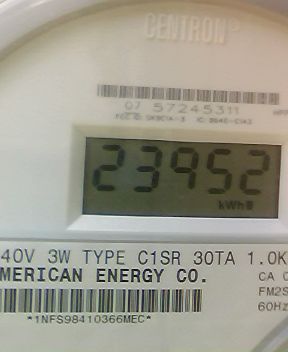 CENTRON®
07 57245311
23952
kWh
40V 3W TYPE C1SR 30TA 1.0K
MERICAN ENERGY CO.
CA
FM2S
60Hz
*1NFS98410366MEC*